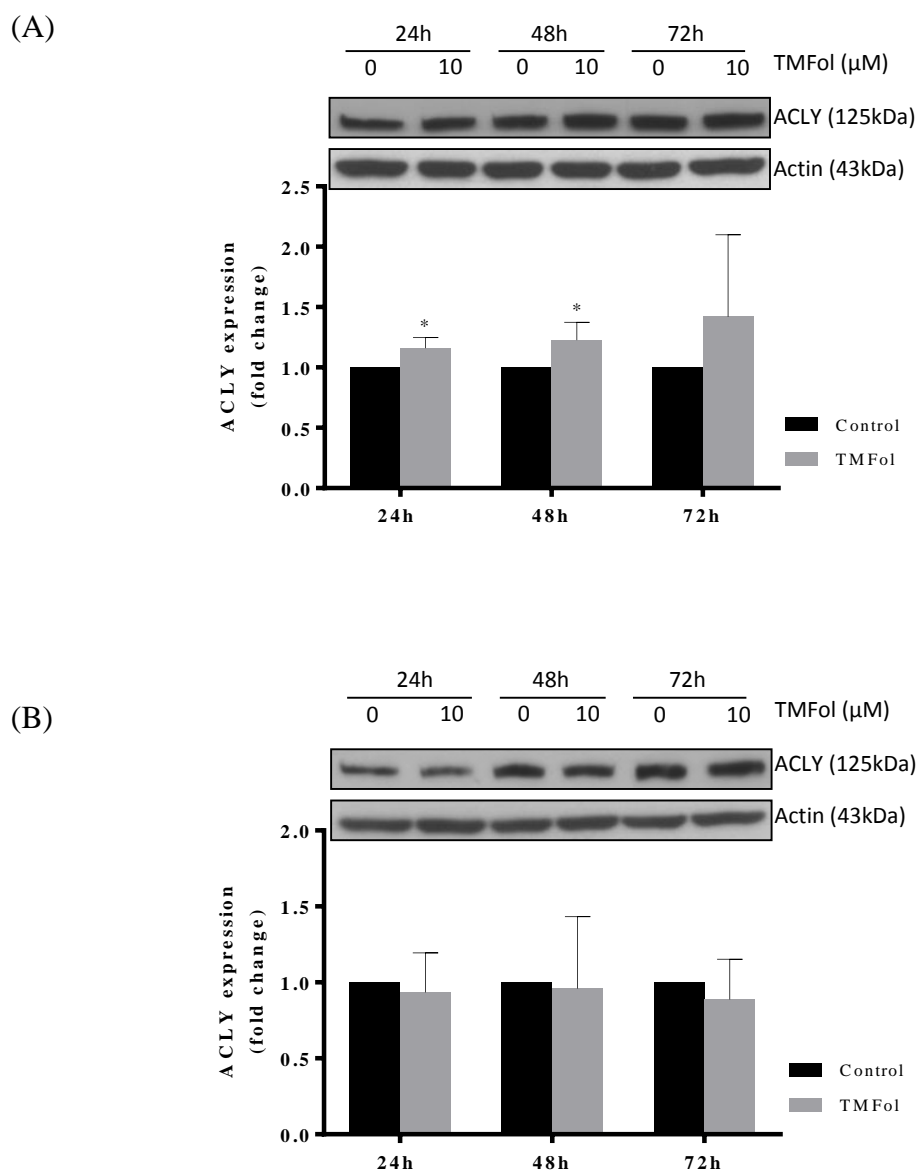 (A)
24h 48h 72h
0 10 0 10 0 10 TMFol (µM)
ACLY (125kDa)
Actin (43kDa)
2.5
2.0
1.5
1.0
0.5
0.0
ACLY expression
(fold change)
* *
Control
TMFol
24h 48h 72h
(B)
24h 48h 72h
0 10 0 10 0 10 TMFol (µM)
ACLY (125kDa)
Actin (43kDa)
2.0
1.5
1.0
0.5
0.0
ACLY expression
(fold change)
Control
TMFol
24h 48h 72h